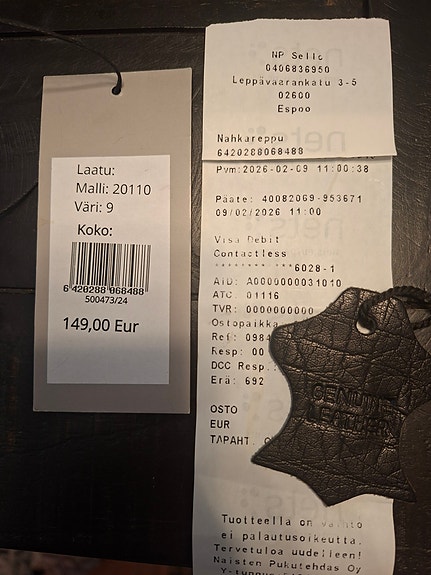 Laatu:
Malli: 20110
Väri: 9
Koko:
6 420288 068488
500473/24
149,00 Eur
NP Sello
0406836950
Leppävaarankatu 3-5
02600
Espoo
Nahkareppu
6420288068488
Pvm:2026-02-09 11:00:38
Pääte: 40082069-953671
09/02/2026 11:00
Visa Debit
Contactless
******** ***6028-1
AID: A0000000031010
ATC: 01116
TVR: 0000000000
Ostopaikka
Ref: 0984
Resp: 00
DCC Resp.:
Erä: 692
OSTO
EUR
TAPAHT.
GENUINE
LEATHER
Tuotteella on vaihto
ei palautusoikeutta.
Tervetuloa uudelleen!
Naisten Pukutehdas Oy